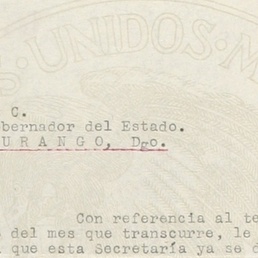 UNIDOS
C.
bernador del Estado.
URANGO, Dgo.
Con referencia al te
del mes que transcurre, le
que esta Secretaría ya se d